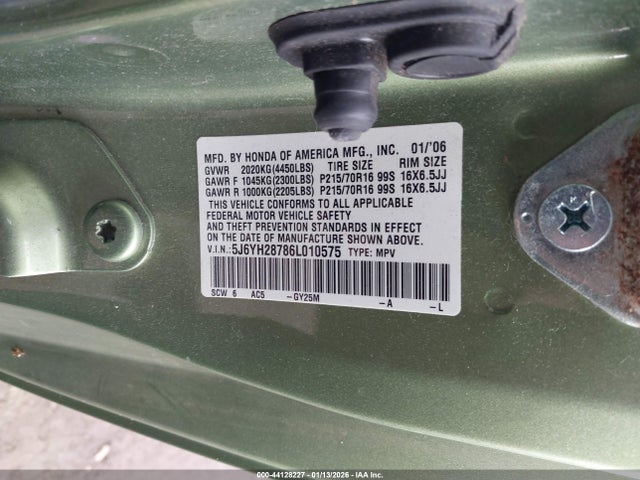 MFD. BY HONDA OF AMERICA MFG., INC. 01/'06
GVWR 2020KG(4450LBS) TIRE SIZE RIM SIZE
GAWR F 1045KG(2300LBS) P215/70R16 99S 16X6.5JJ
GAWR R 1000KG(2205LBS) P215/70R16 99S 16X6.5JJ
THIS VEHICLE CONFORMS TO ALL APPLICABLE
FEDERAL MOTOR VEHICLE SAFETY
AND THEFT PREVENTION STANDARDS IN EFFECT ON
THE DATE OF MANUFACTURE SHOWN ABOVE.
V.I.N.: 5J6YH28786L010575 TYPE: MPV
SCW 6 AC5 -GY25M -A -L
000-44128227 - 01/13/2026 - IAA Inc.